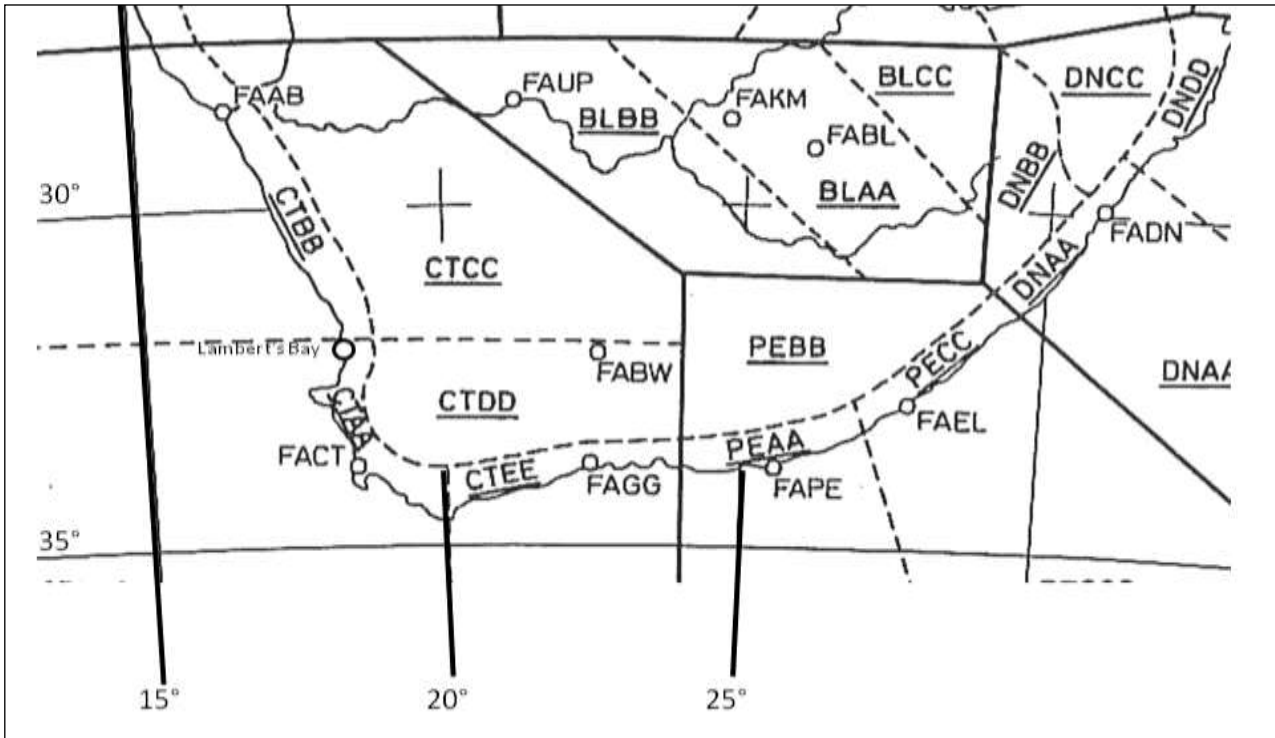 FAAB
FAUP
BLBB
FAKM
BLCC
FABL
DNCC
DNDD
30°
CTBB
BLAA
DNBB
FADN
CTCC
DNAA
Lambert's Bay
PEBB
PECC
FABW
DNAA
CTDD
CTAA
FAEL
FACT
CTEE
FAGG
PEAA
FAPE
35°
15°
20°
25°